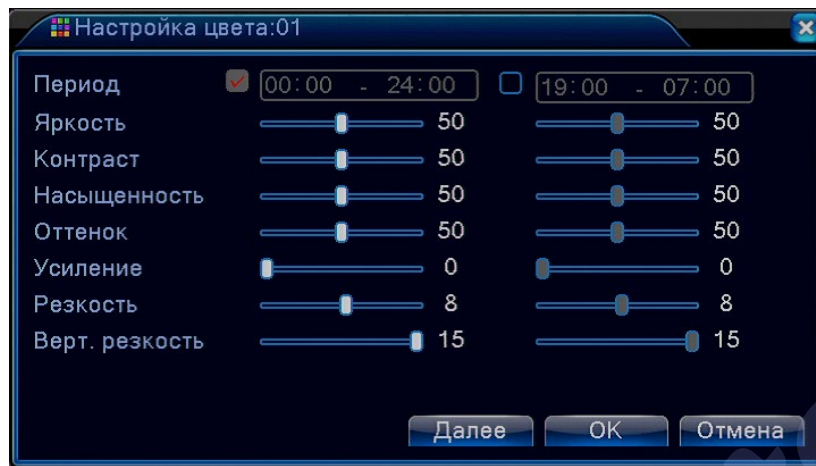 Настройка цвета:01
Период 00:00 - 24:00 19:00 - 07:00
Яркость 50 50
Контраст 50 50
Насыщенность 50 50
Оттенок 50 50
Усиление 0 0
Резкость 8 8
Верт. резкость 15 15
Далее OK Отмена